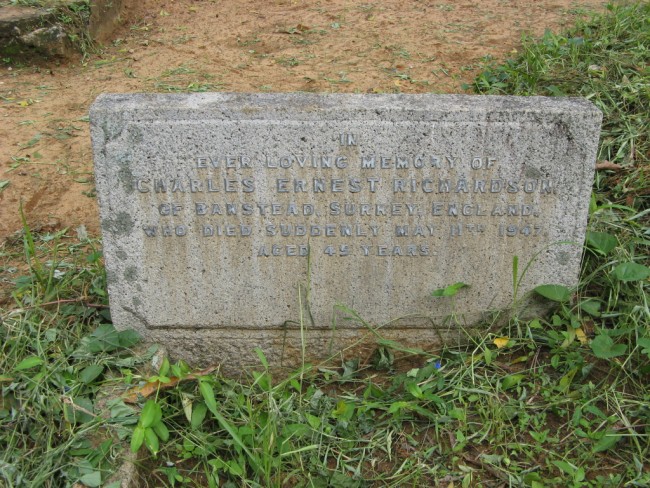 IN
EVER LOVING MEMORY OF
CHARLES ERNEST RICHARDSON
OF BANSTEAD, SURREY, ENGLAND,
WHO DIED SUDDENLY MAY 11TH 1947.
AGED 49 YEARS.